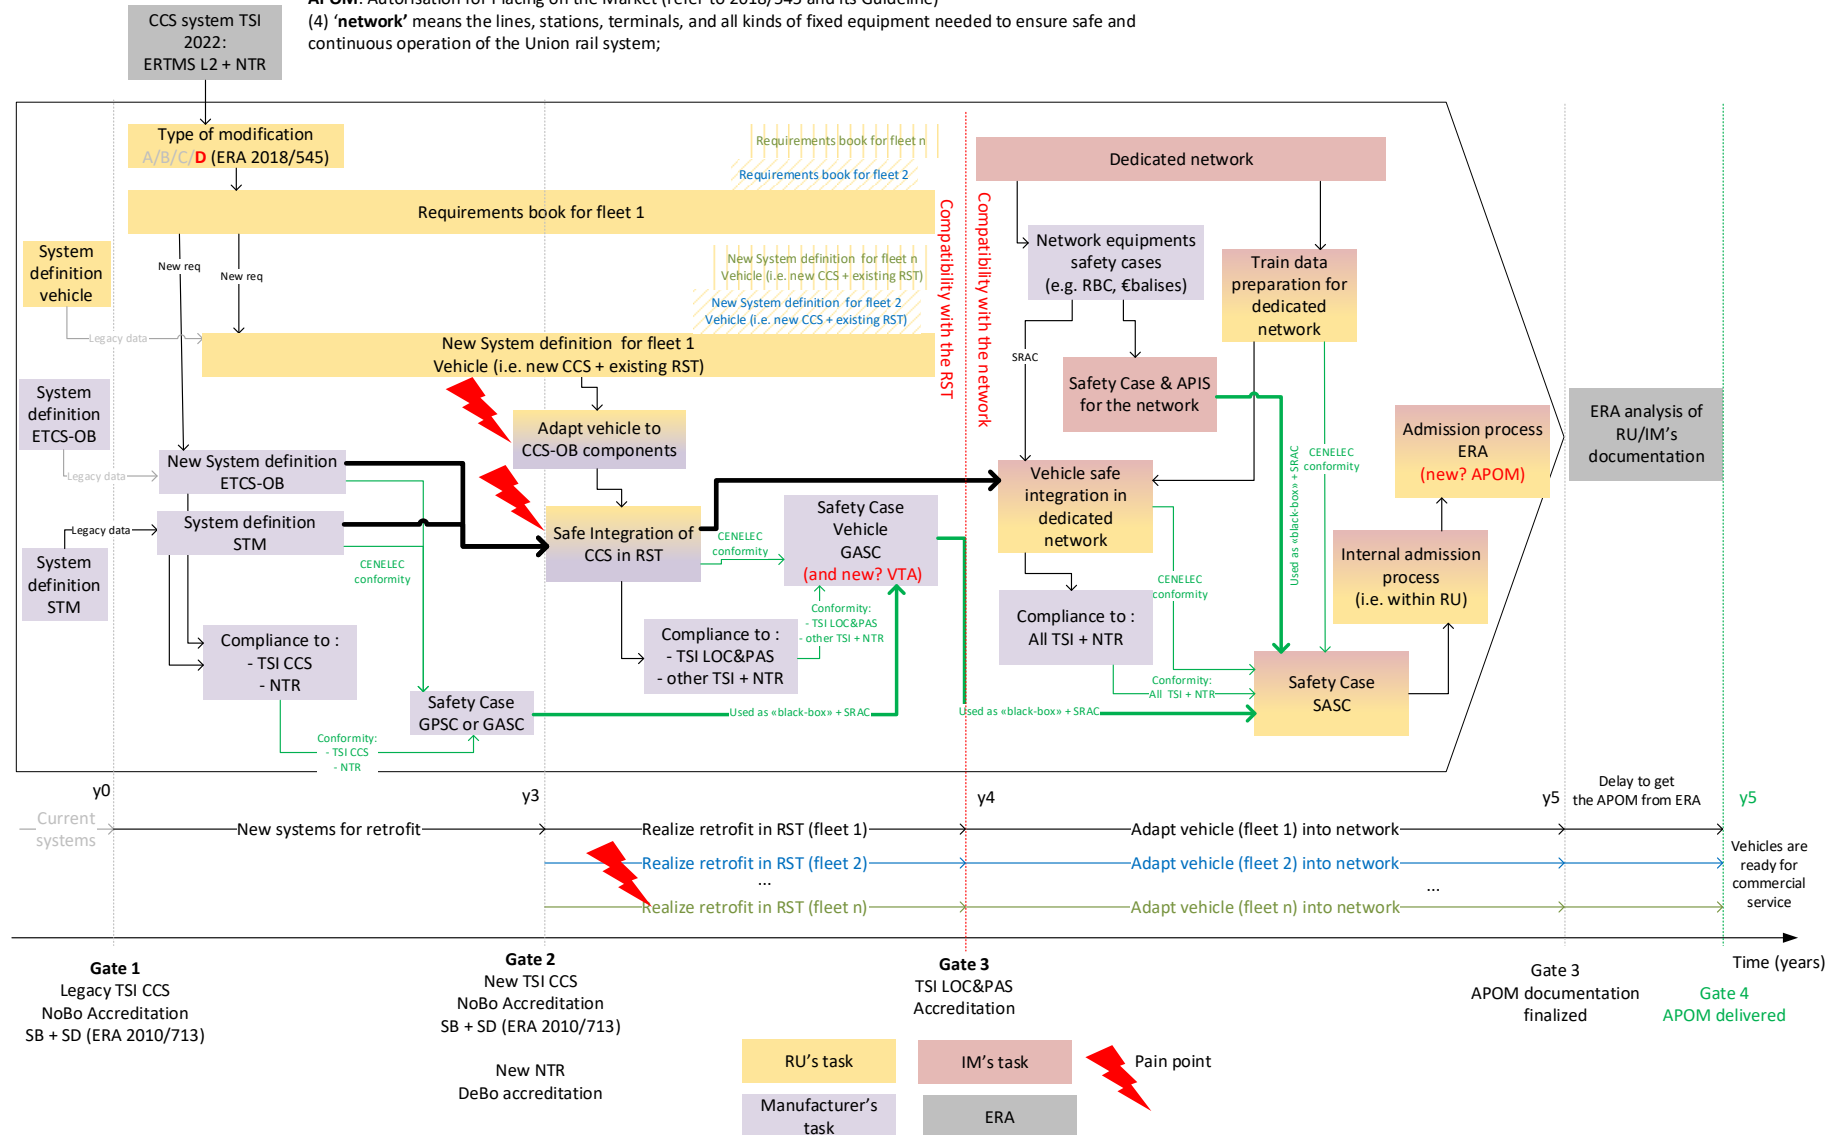 APOM: Autorisation for Placing on the Market (refer to 2018/545 and its Guideline)
(4) ‘network’ means the lines, stations, terminals, and all kinds of fixed equipment needed to ensure safe and
continuous operation of the Union rail system;
CCS system TSI
2022:
ERTMS L2 + NTR
Type of modification
A/B/C/D (ERA 2018/545)
Requirements book for fleet n
Requirements book for fleet 2
Requirements book for fleet 1
Dedicated network
System
definition
vehicle
New req
New req
Legacy data
New System definition for fleet n
Vehicle (i.e. new CCS + existing RST)
New System definition for fleet 2
Vehicle (i.e. new CCS + existing RST)
New System definition for fleet 1
Vehicle (i.e. new CCS + existing RST)
Compatibility with the RST
Compatibility with the network
Network equipments
safety cases
(e.g. RBC, €balises)
Train data
preparation for
dedicated
network
SRAC
Safety Case & APIS
for the network
System
definition
ETCS-OB
Legacy data
New System definition
ETCS-OB
Adapt vehicle to
CCS-OB components
System definition
STM
Legacy data
System
definition
STM
CENELEC
conformity
Safe Integration of
CCS in RST
CENELEC
conformity
Safety Case
Vehicle
GASC
(and new? VTA)
Vehicle safe
integration in
dedicated
network
CENELEC
conformity
Used as «black-box» + SRAC
CENELEC
conformity
Admission process
ERA
(new? APOM)
ERA analysis of
RU/IM’s
documentation
Internal admission
process
(i.e. within RU)
Compliance to :
- TSI CCS
- NTR
Conformity:
- TSI LOC&PAS
- other TSI + NTR
Compliance to :
- TSI LOC&PAS
- other TSI + NTR
Compliance to :
All TSI + NTR
Conformity:
All TSI + NTR
Safety Case
SASC
Safety Case
GPSC or GASC
Used as «black-box» + SRAC
Used as «black-box» + SRAC
Conformity:
- TSI CCS
- NTR
y0
y3
y4
y5
Delay to get
the APOM from ERA
y5
Current
systems
New systems for retrofit
Realize retrofit in RST (fleet 1)
Adapt vehicle (fleet 1) into network
Realize retrofit in RST (fleet 2)
Adapt vehicle (fleet 2) into network
...
...
Realize retrofit in RST (fleet n)
Adapt vehicle (fleet n) into network
Vehicles are
ready for
commercial
service
Time (years)
Gate 1
Legacy TSI CCS
NoBo Accreditation
SB + SD (ERA 2010/713)
Gate 2
New TSI CCS
NoBo Accreditation
SB + SD (ERA 2010/713)
New NTR
DeBo accreditation
Gate 3
TSI LOC&PAS
Accreditation
Gate 3
APOM documentation
finalized
Gate 4
APOM delivered
RU’s task
IM’s task
Pain point
Manufacturer’s
task
ERA